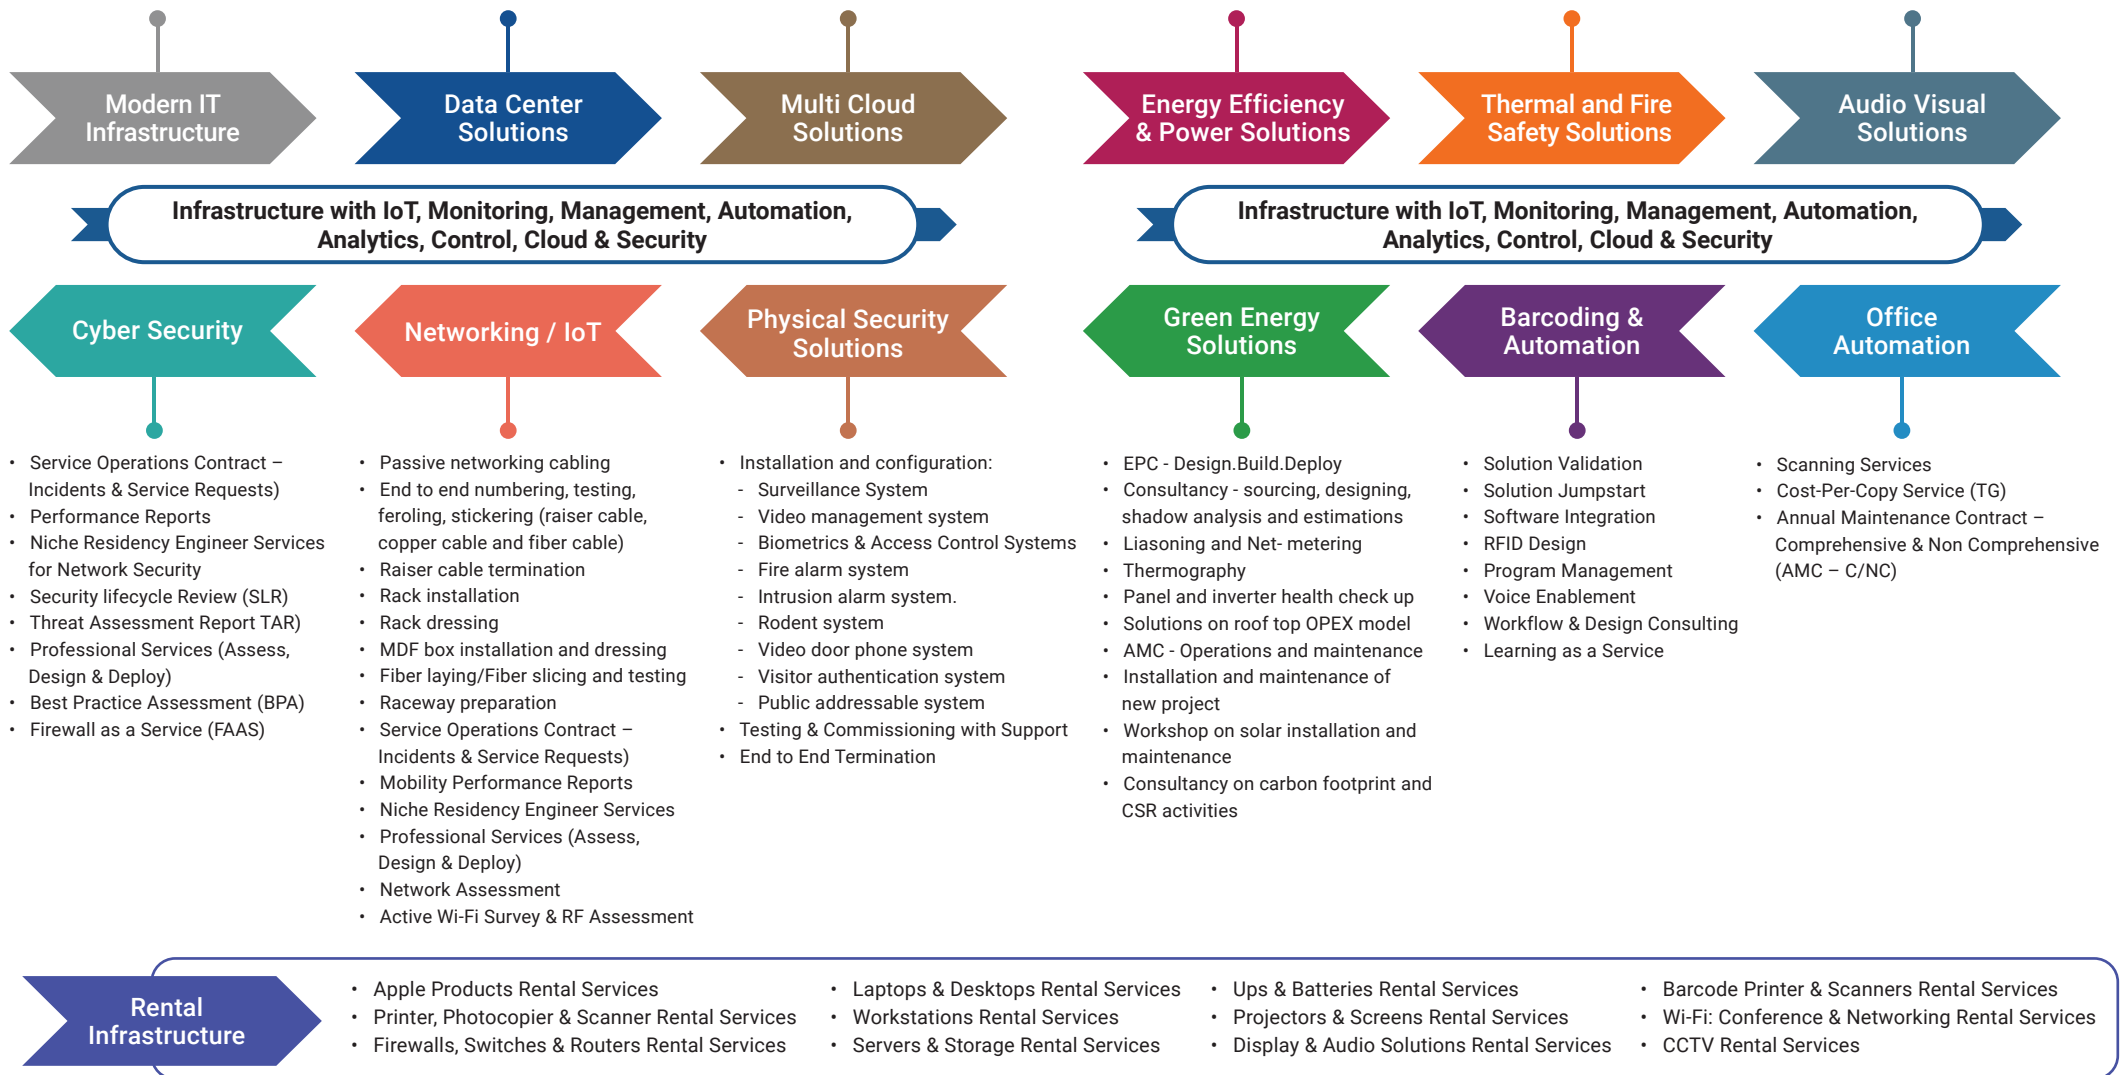 Modern IT
Infrastructure
Data Center
Solutions
Multi Cloud
Solutions
Energy Efficiency
& Power Solutions
Thermal and Fire
Safety Solutions
Audio Visual
Solutions
Infrastructure with IoT, Monitoring, Management, Automation,
Analytics, Control, Cloud & Security
Infrastructure with IoT, Monitoring, Management, Automation,
Analytics, Control, Cloud & Security
Cyber Security
Networking / IoT
Physical Security
Solutions
Green Energy
Solutions
Barcoding &
Automation
Office
Automation
• Service Operations Contract –
Incidents & Service Requests)
• Performance Reports
• Niche Residency Engineer Services
for Network Security
• Security lifecycle Review (SLR)
• Threat Assessment Report TAR)
• Professional Services (Assess,
Design & Deploy)
• Best Practice Assessment (BPA)
• Firewall as a Service (FAAS)
• Passive networking cabling
• End to end numbering, testing,
feroling, stickering (raiser cable,
copper cable and fiber cable)
• Raiser cable termination
• Rack installation
• Rack dressing
• MDF box installation and dressing
• Fiber laying/Fiber slicing and testing
• Raceway preparation
• Service Operations Contract –
Incidents & Service Requests)
• Mobility Performance Reports
• Niche Residency Engineer Services
• Professional Services (Assess,
Design & Deploy)
• Network Assessment
• Active Wi-Fi Survey & RF Assessment
• Installation and configuration:
- Surveillance System
- Video management system
- Biometrics & Access Control Systems
- Fire alarm system
- Intrusion alarm system.
- Rodent system
- Video door phone system
- Visitor authentication system
- Public addressable system
• Testing & Commissioning with Support
• End to End Termination
• EPC - Design.Build.Deploy
• Consultancy - sourcing, designing,
shadow analysis and estimations
• Liasoning and Net- metering
• Thermography
• Panel and inverter health check up
• Solutions on roof top OPEX model
• AMC - Operations and maintenance
• Installation and maintenance of
new project
• Workshop on solar installation and
maintenance
• Consultancy on carbon footprint and
CSR activities
• Solution Validation
• Solution Jumpstart
• Software Integration
• RFID Design
• Program Management
• Voice Enablement
• Workflow & Design Consulting
• Learning as a Service
• Scanning Services
• Cost-Per-Copy Service (TG)
• Annual Maintenance Contract –
Comprehensive & Non Comprehensive
(AMC – C/NC)
Rental
Infrastructure
• Apple Products Rental Services
• Printer, Photocopier & Scanner Rental Services
• Firewalls, Switches & Routers Rental Services
• Laptops & Desktops Rental Services
• Workstations Rental Services
• Servers & Storage Rental Services
• Ups & Batteries Rental Services
• Projectors & Screens Rental Services
• Display & Audio Solutions Rental Services
• Barcode Printer & Scanners Rental Services
• Wi-Fi: Conference & Networking Rental Services
• CCTV Rental Services